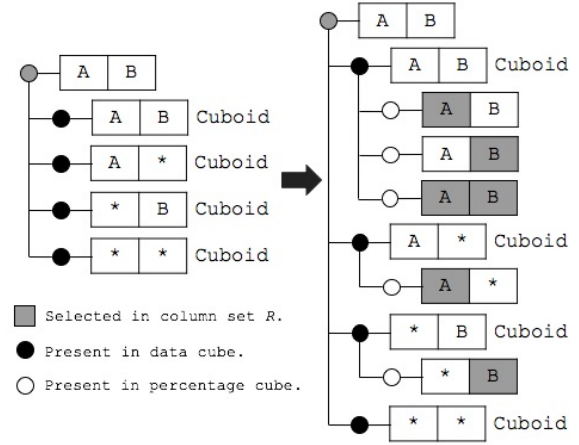 A B
A B Cuboid
A * Cuboid
* B Cuboid
* * Cuboid
Selected in column set R.
Present in data cube.
Present in percentage cube.
A B
A B Cuboid
A B
A B
A B
A * Cuboid
A *
* B Cuboid
* B
* * Cuboid